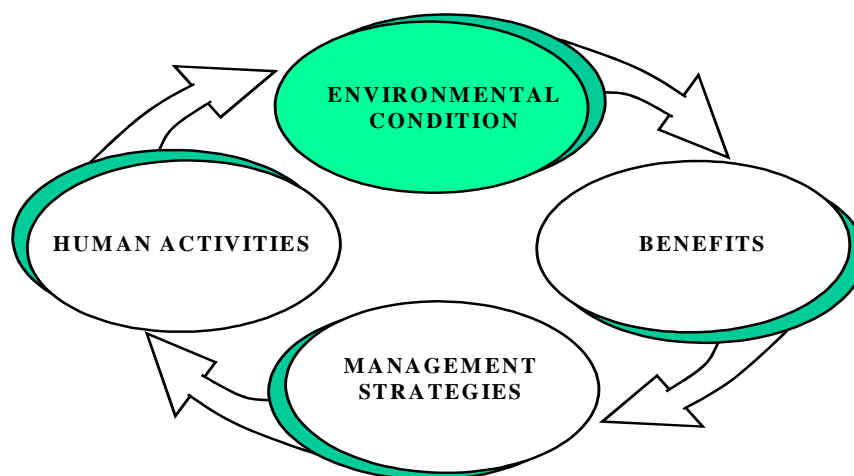 ENVIRONMENTAL
CONDITION
HUMAN ACTIVITIES
BENEFITS
MANAGEMENT
STRATEGIES